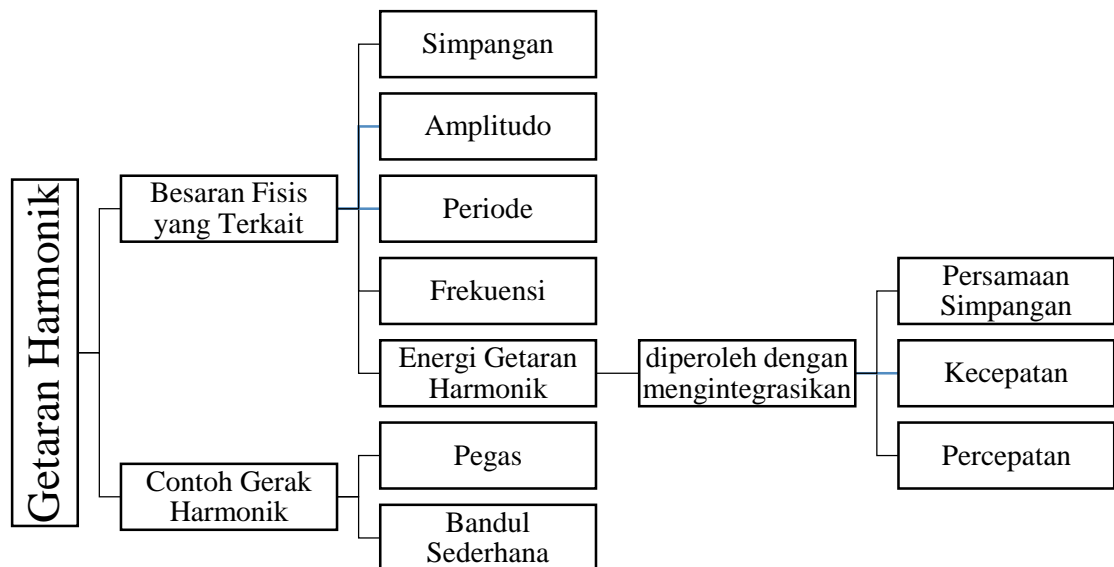 Getaran Harmonik
Besaran Fisis
yang Terkait
Simpangan
Amplitudo
Periode
Frekuensi
Energi Getaran
Harmonik
diperoleh dengan
mengintegrasikan
Persamaan
Simpangan
Kecepatan
Percepatan
Contoh Gerak
Harmonik
Pegas
Bandul
Sederhana